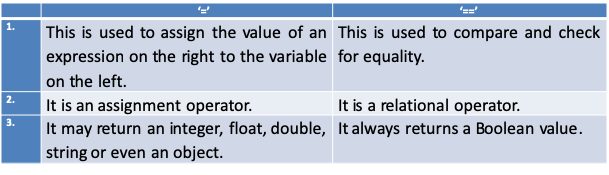 ‘=’ ‘==’
1. This is used to assign the value of an This is used to compare and check
expression on the right to the variable for equality.
on the left.
2. It is an assignment operator. It is a relational operator.
3. It may return an integer, float, double, It always returns a Boolean value.
string or even an object.